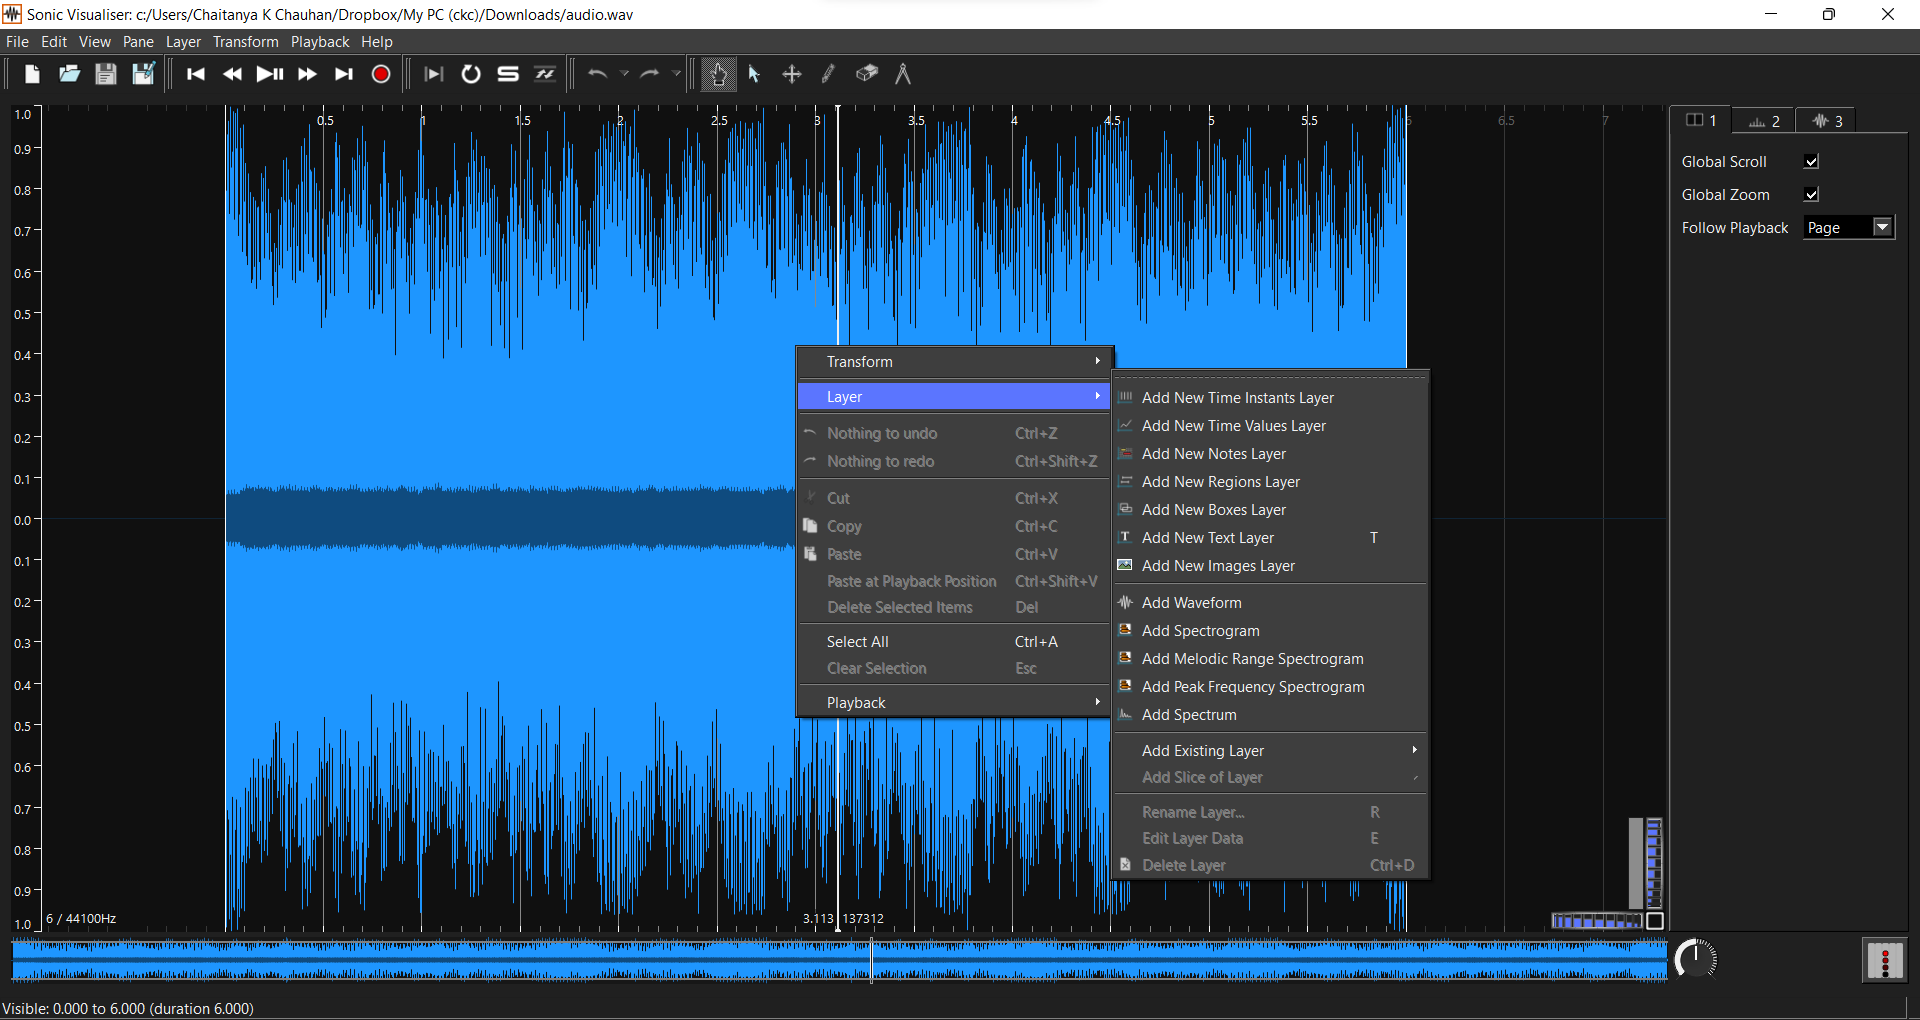 Sonic Visualiser: c:/Users/Chaitanya K Chauhan/Dropbox/My PC (ckc)/Downloads/audio.wav
File Edit View Pane Layer Transform Playback Help
0.5 1 1.5 2 2.5 3 3.5 4 4.5 5 5.5 6 6.5 7
1.0
0.9
0.8
0.7
0.6
0.5
0.4
0.3
0.2
0.1
0.0
0.1
0.2
0.3
0.4
0.5
0.6
0.7
0.8
0.9
1.0
6 / 44100Hz
3.113 137312
Transform
Layer
Nothing to undo Ctrl+Z
Nothing to redo Ctrl+Shift+Z
Cut Ctrl+X
Copy Ctrl+C
Paste Ctrl+V
Paste at Playback Position Ctrl+Shift+V
Delete Selected Items Del
Select All Ctrl+A
Clear Selection Esc
Playback
Add New Time Instants Layer
Add New Time Values Layer
Add New Notes Layer
Add New Regions Layer
Add New Boxes Layer
Add New Text Layer T
Add New Images Layer
Add Waveform
Add Spectrogram
Add Melodic Range Spectrogram
Add Peak Frequency Spectrogram
Add Spectrum
Add Existing Layer
Add Slice of Layer
Rename Layer... R
Edit Layer Data E
Delete Layer Ctrl+D
1 2 3
Global Scroll
Global Zoom
Follow Playback Page
Visible: 0.000 to 6.000 (duration 6.000)